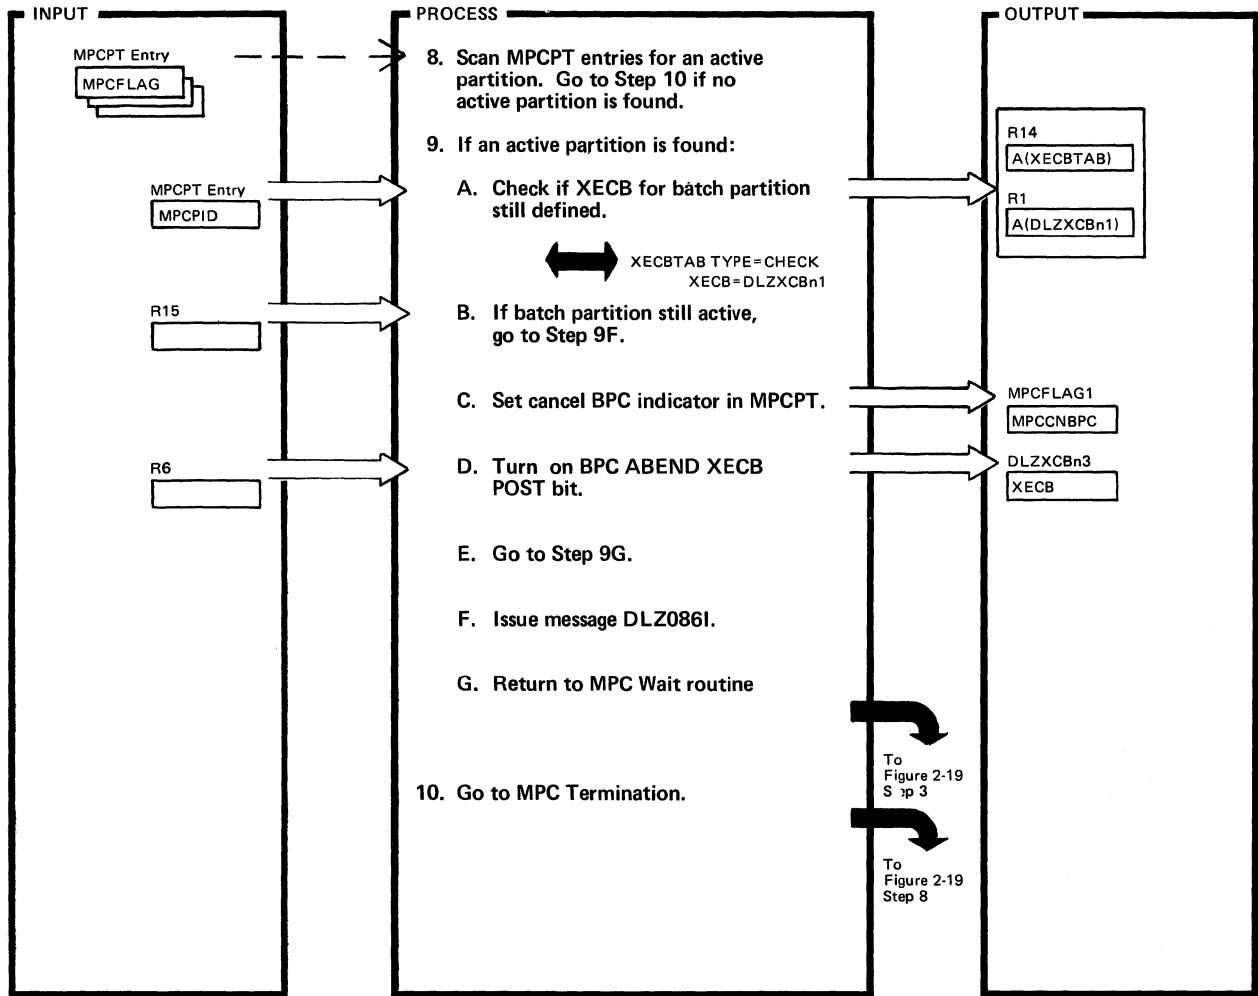 INPUT
PROCESS
OUTPUT
MPCPT Entry
MPCFLAG
8. Scan MPCPT entries for an active
partition. Go to Step 10 if no
active partition is found.
9. If an active partition is found:
MPCPT Entry
MPCPID
A. Check if XECB for batch partition
still defined.
R14
A(XECBTAB)
R1
A(DLZXCBn1)
XECBTAB TYPE=CHECK
XECB=DLZXCBn1
R15
B. If batch partition still active,
go to Step 9F.
C. Set cancel BPC indicator in MPCPT.
MPCFLAG1
MPCCNBPC
R6
D. Turn on BPC ABEND XECB
POST bit.
DLZXCBn3
XECB
E. Go to Step 9G.
F. Issue message DLZ086I.
G. Return to MPC Wait routine
To
Figure 2-19
3
10. Go to MPC Termination.
To
Figure 2-19
Step 8